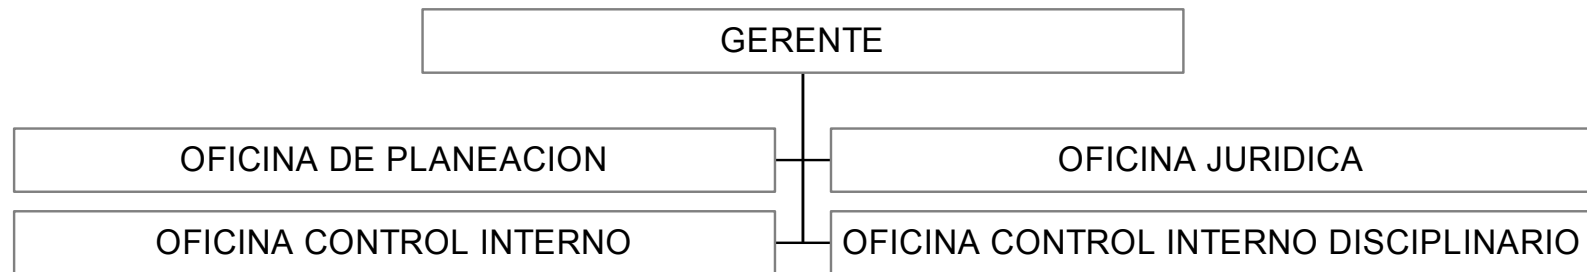 GERENTE
OFICINA DE PLANEACION
OFICINA JURIDICA
OFICINA CONTROL INTERNO
OFICINA CONTROL INTERNO DISCIPLINARIO